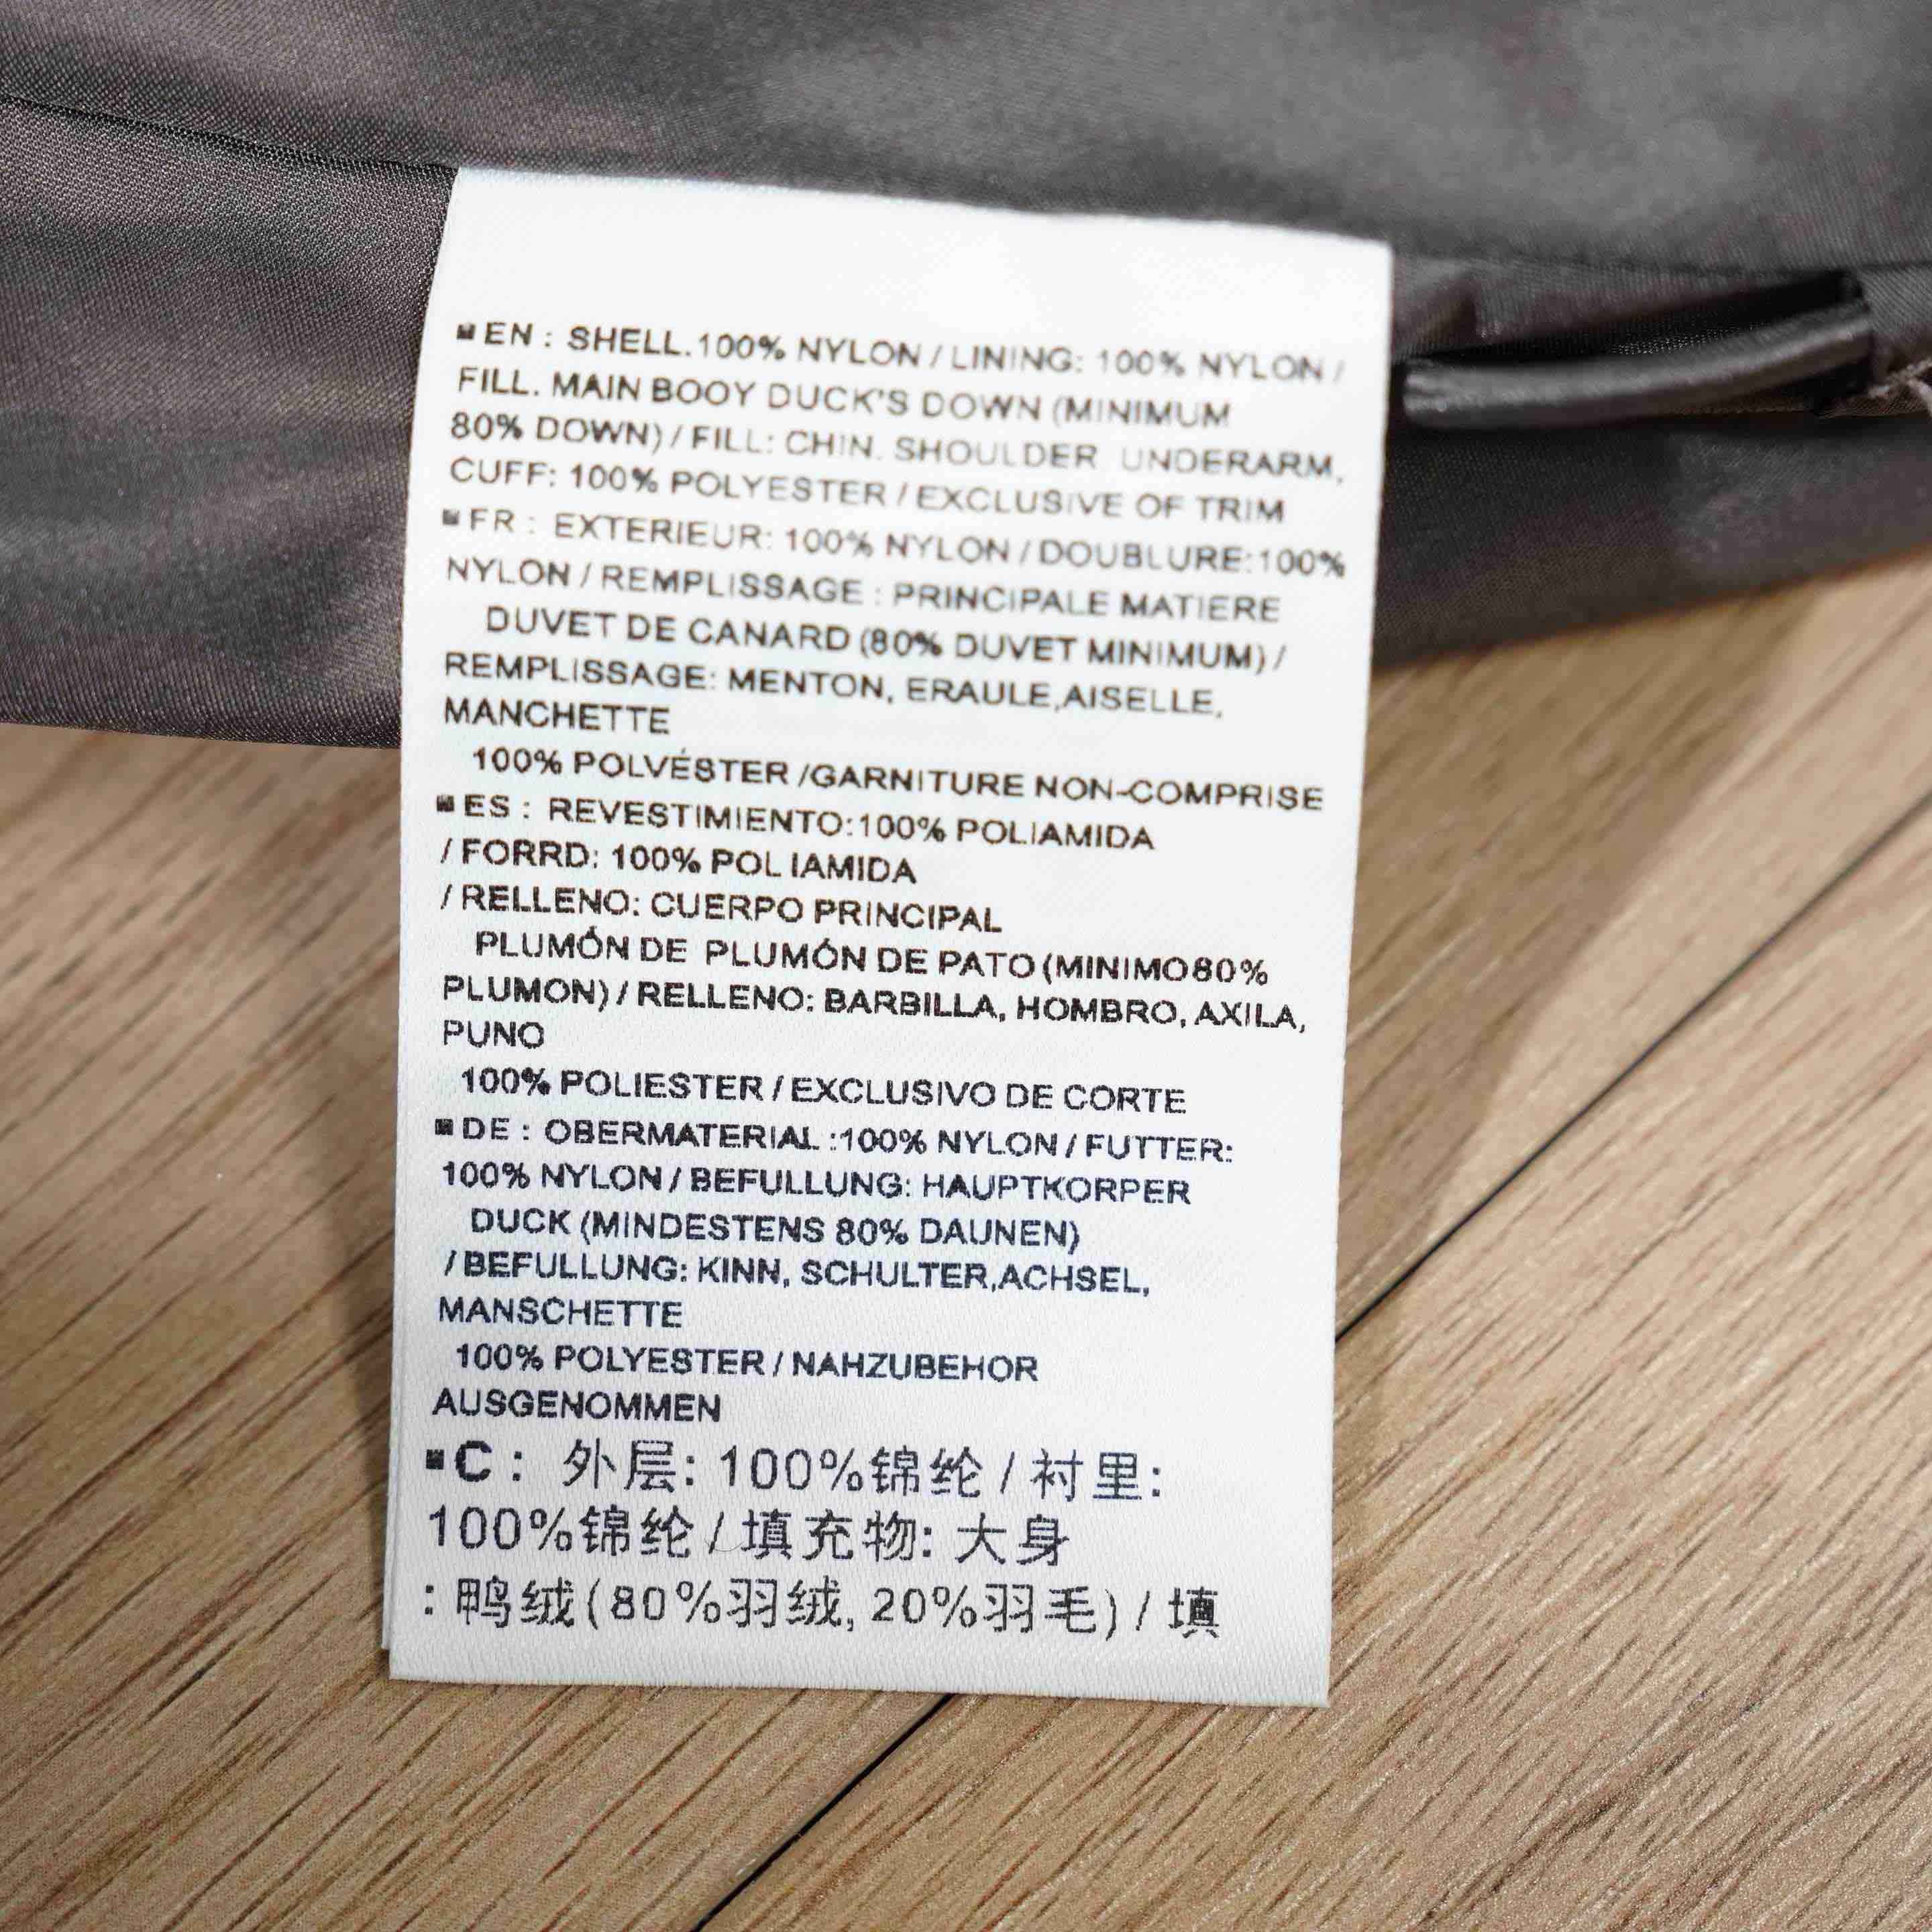 ■EN : SHELL.100% NYLON / LINING: 100% NYLON /
FILL. MAIN BOOY DUCK'S DOWN (MINIMUM
80% DOWN) / FILL: CHIN. SHOULDER UNDERARM,
CUFF: 100% POLYESTER / EXCLUSIVE OF TRIM
■FR : EXTERIEUR: 100% NYLON / DOUBLURE:100%
NYLON / REMPLISSAGE : PRINCIPALE MATIERE
DUVET DE CANARD (80% DUVET MINIMUM) /
REMPLISSAGE: MENTON, ERAULE,AISELLE,
MANCHETTE
100% POLVÉSTER /GARNITURE NON-COMPRISE
■ES : REVESTIMIENTO:100% POLIAMIDA
/ FORRD: 100% POL IAMIDA
/ RELLENO: CUERPO PRINCIPAL
PLUMÓN DE PLUMÓN DE PATO (MINIMO80%
PLUMON) / RELLENO: BARBILLA, HOMBRO, AXILA,
PUNO
100% POLIESTER / EXCLUSIVO DE CORTE
■DE : OBERMATERIAL :100% NYLON / FUTTER:
100% NYLON / BEFULLUNG: HAUPTKORPER
DUCK (MINDESTENS 80% DAUNEN)
/ BEFULLUNG: KINN, SCHULTER,ACHSEL,
MANSCHETTE
100% POLYESTER / NAHZUBEHOR
AUSGENOMMEN
■C : 外层: 100%锦纶 / 衬里:
100%锦纶 / 填充物: 大身
: 鸭绒(80%羽绒, 20%羽毛) / 填